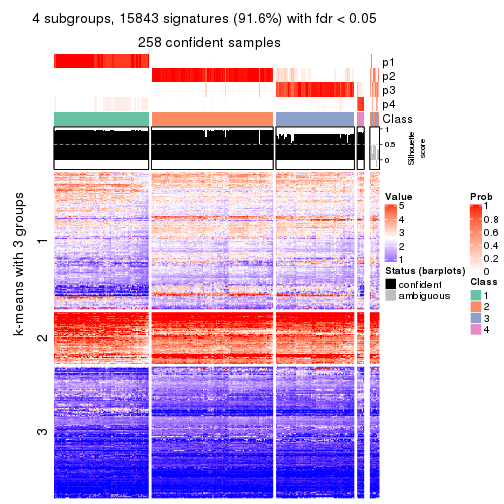 4 subgroups, 15843 signatures (91.6%) with fdr < 0.05
258 confident samples
p1
p2
p3
p4
Class
1
0.5
0
Silhouette
score
k-means with 3 groups
1
2
3
Value
5
4
3
2
1
Status (barplots)
confident
ambiguous
Prob
1
0.8
0.6
0.4
0.2
0
Class
1
2
3
4